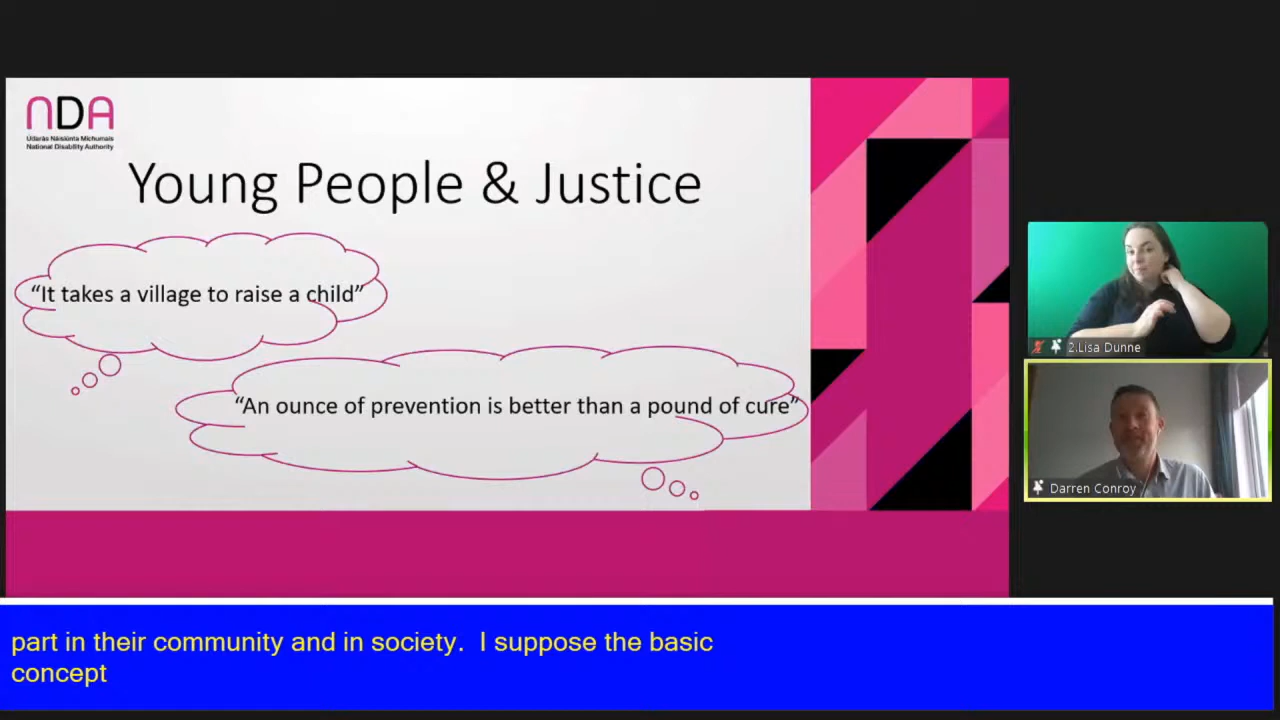 NDA
Údarás Náisiúnta Míchumais
National Disability Authority
Young People & Justice
“It takes a village to raise a child”
“An ounce of prevention is better than a pound of cure”
2.Lisa Dunne
Darren Conroy
part in their community and in society.  I suppose the basic
concept